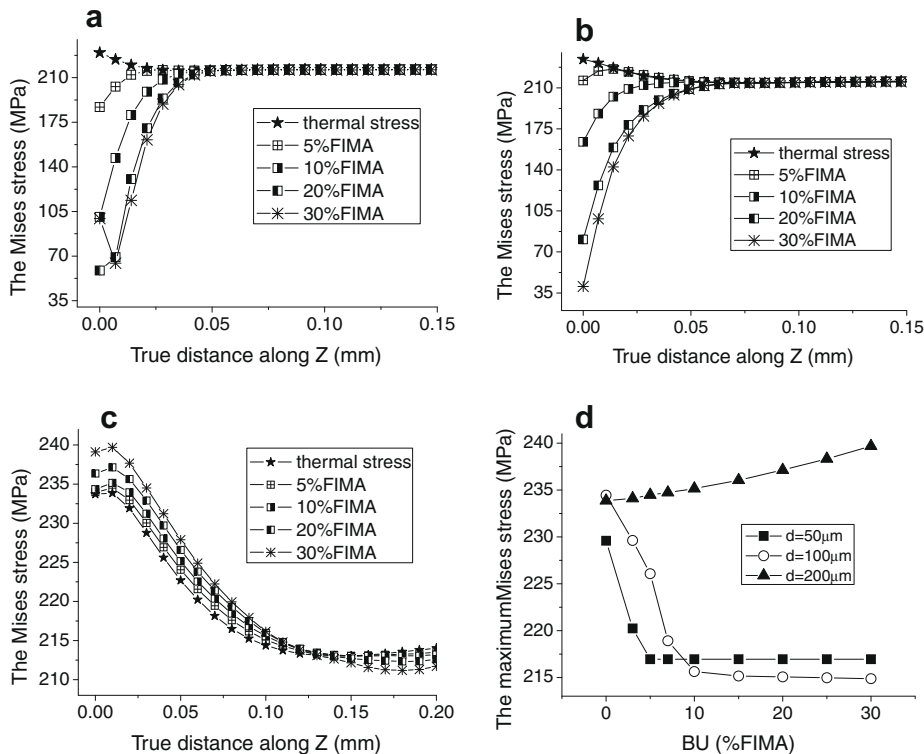 a
The Mises stress (MPa)
210
175
140
105
70
35
thermal stress
5%FIMA
10%FIMA
20%FIMA
30%FIMA
0.00 0.05 0.10 0.15
True distance along Z (mm)
b
The Mises stress (MPa)
210
175
140
105
70
35
thermal stress
5%FIMA
10%FIMA
20%FIMA
30%FIMA
0.00 0.05 0.10 0.15
True distance along Z (mm)
c
The Mises stress (MPa)
240
235
230
225
220
215
210
thermal stress
5%FIMA
10%FIMA
20%FIMA
30%FIMA
0.00 0.05 0.10 0.15 0.20
True distance along Z (mm)
d
The maximumMises stress (MPa)
240
235
230
225
220
215
d=50μm
d=100μm
d=200μm
0 10 20 30
BU (%FIMA)